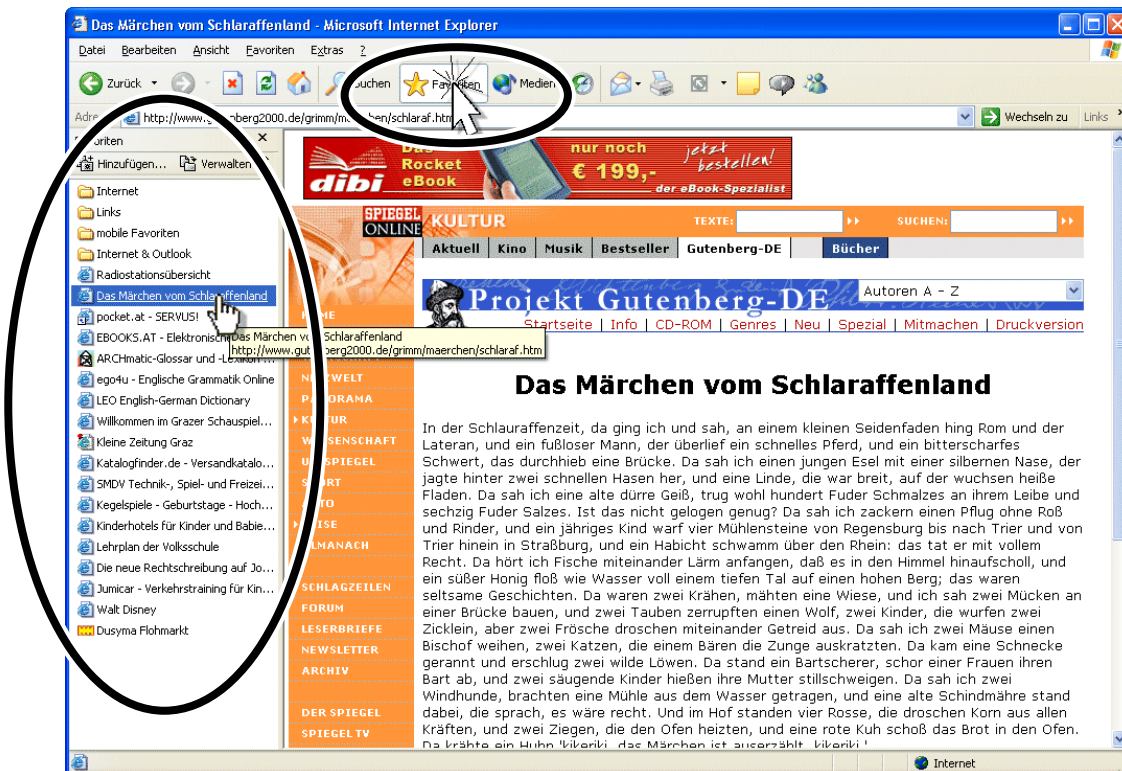 Das Märchen vom Schlaraffenland - Microsoft Internet Explorer
Datei Bearbeiten Ansicht Favoriten Extras ?
Zurück Suchen Favoriten Medien
http://www.gutenberg2000.de/grimm/maerchen/schlaraf.htm Wechseln zu Links
Hinzufügen... Verwalten
Internet
Links
mobile Favoriten
Internet & Outlook
Radiostationsübersicht
Das Märchen vom Schlaraffenland
pocket.at - SERVUS!
EBOOKS.AT - Elektronisch
ARCHmatic-Glossar und -Lexikon ...
ego4u - Englische Grammatik Online
LEO English-German Dictionary
Willkommen im Grazer Schauspiel...
Kleine Zeitung Graz
Katalogfinder.de - Versandkatalo...
SMDV Technik-, Spiel- und Freizei...
Kegelspiele - Geburtstage - Hoch...
Kinderhotels für Kinder und Babie...
Lehrplan der Volksschule
Die neue Rechtschreibung auf Jo...
Jumicar - Verkehrstraining für Kin...
Walt Disney
Dusyma Flohmarkt
Das Märchen vom Schlaraffenland
http://www.gutenberg2000.de/grimm/maerchen/schlaraf.htm
dibi
Das
Rocket
eBook
nur noch
€ 199,-
jetzt
bestellen!
...der eBook-Spezialist
SPIEGEL
ONLINE
KULTUR TEXTE: SUCHEN:
Aktuell Kino Musik Bestseller Gutenberg-DE Bücher
Projekt Gutenberg-DE
Autoren A - Z
Startseite | Info | CD-ROM | Genres | Neu | Spezial | Mitmachen | Druckversion
HOME
NETZWELT
PANORAMA
KULTUR
WISSENSCHAFT
UNISPIEGEL
SPORT
AUTO
REISE
ALMANACH
SCHLAGZEILEN
FORUM
LESERBRIEFE
NEWSLETTER
ARCHIV
DER SPIEGEL
SPIEGEL TV
Das Märchen vom Schlaraffenland
In der Schlauraffenzeit, da ging ich und sah, an einem kleinen Seidenfaden hing Rom und der
Lateran, und ein fußloser Mann, der überlief ein schnelles Pferd, und ein bitterscharfes
Schwert, das durchhieb eine Brücke. Da sah ich einen jungen Esel mit einer silbernen Nase, der
jagte hinter zwei schnellen Hasen her, und eine Linde, die war breit, auf der wuchsen heiße
Fladen. Da sah ich eine alte dürre Geiß, trug wohl hundert Fuder Schmalzes an ihrem Leibe und
sechzig Fuder Salzes. Ist das nicht gelogen genug? Da sah ich zackern einen Pflug ohne Roß
und Rinder, und ein jähriges Kind warf vier Mühlensteine von Regensburg bis nach Trier und von
Trier hinein in Straßburg, und ein Habicht schwamm über den Rhein: das tat er mit vollem
Recht. Da hört ich Fische miteinander Lärm anfangen, daß es in den Himmel hinaufscholl, und
ein süßer Honig floß wie Wasser voll einem tiefen Tal auf einen hohen Berg; das waren
seltsame Geschichten. Da waren zwei Krähen, mähten eine Wiese, und ich sah zwei Mücken an
einer Brücke bauen, und zwei Tauben zerrupften einen Wolf, zwei Kinder, die wurfen zwei
Zicklein, aber zwei Frösche droschen miteinander Getreid aus. Da sah ich zwei Mäuse einen
Bischof weihen, zwei Katzen, die einem Bären die Zunge auskratzten. Da kam eine Schnecke
gerannt und erschlug zwei wilde Löwen. Da stand ein Bartscherer, schor einer Frauen ihren
Bart ab, und zwei säugende Kinder hießen ihre Mutter stillschweigen. Da sah ich zwei
Windhunde, brachten eine Mühle aus dem Wasser getragen, und eine alte Schindmähre stand
dabei, die sprach, es wäre recht. Und im Hof standen vier Rosse, die droschen Korn aus allen
Kräften, und zwei Ziegen, die den Ofen heizten, und eine rote Kuh schoß das Brot in den Ofen.
Da krähte ein Huhn 'kikeriki, das Märchen ist auserzählt, kikeriki.'
Internet